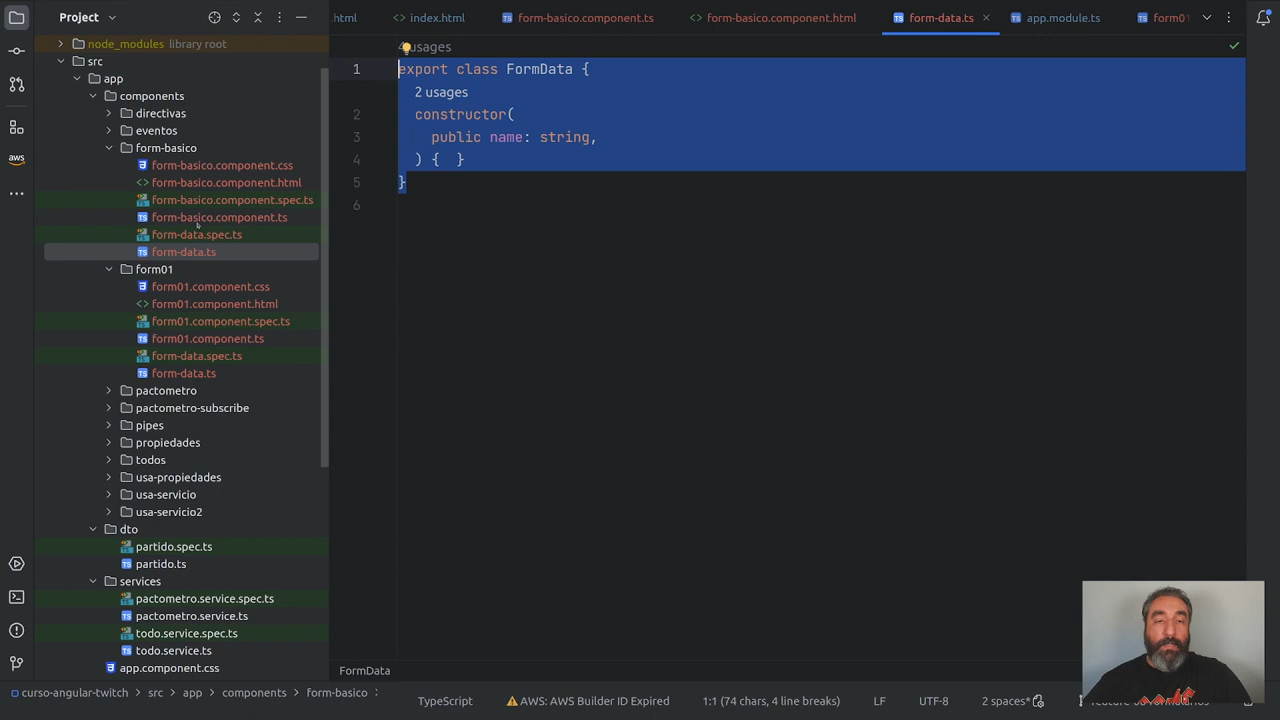 Project
.html
index.html
form-basico.component.ts
form-basico.component.html
form-data.ts
app.module.ts
form01
node_modules library root
src
app
components
directivas
eventos
form-basico
form-basico.component.css
form-basico.component.html
form-basico.component.spec.ts
form-basico.component.ts
form-data.spec.ts
form-data.ts
form01
form01.component.css
form01.component.html
form01.component.spec.ts
form01.component.ts
form-data.spec.ts
form-data.ts
pactometro
pactometro-subscribe
pipes
propiedades
todos
usa-propiedades
usa-servicio
usa-servicio2
dto
partido.spec.ts
partido.ts
services
pactometro.service.spec.ts
pactometro.service.ts
todo.service.spec.ts
todo.service.ts
app.component.css
aws
4 usages
1 export class FormData {
2 usages
2 constructor(
3 public name: string,
4 ) { }
5 }
6
FormData
curso-angular-twitch > src > app > components > form-basico
TypeScript
AWS: AWS Builder ID Expired
1:1 (74 chars, 4 line breaks)
LF
UTF-8
2 spaces*